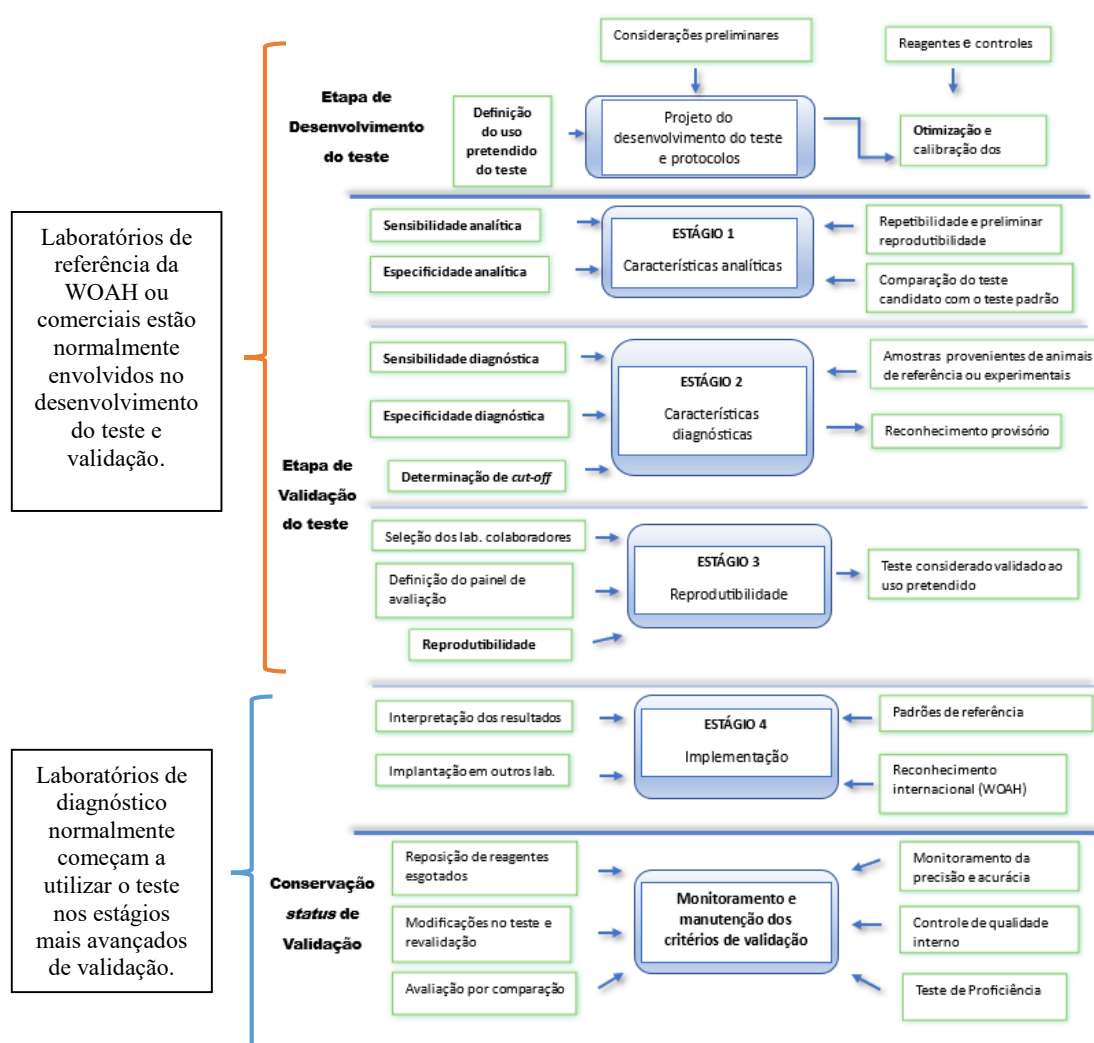 Considerações preliminares
Reagentes e controles
Etapa de
Desenvolvimento
do teste
Definição
do uso
pretendido
do teste
Projeto do
desenvolvimento do teste
e protocolos
Otimização e
calibração dos
Laboratórios de
referência da
WOAH ou
comerciais estão
normalmente
envolvidos no
desenvolvimento
do teste e
validação.
Sensibilidade analítica
Especificidade analítica
ESTÁGIO 1
Características analíticas
Repetibilidade e preliminar
reprodutibilidade
Comparação do teste
candidato com o teste padrão
Sensibilidade diagnóstica
Especificidade diagnóstica
Determinação de cut-off
ESTÁGIO 2
Características
diagnósticas
Amostras provenientes de animais
de referência ou experimentais
Reconhecimento provisório
Etapa de
Validação
do teste
Seleção dos lab. colaboradores
Definição do painel de
avaliação
Reprodutibilidade
ESTÁGIO 3
Reprodutibilidade
Teste considerado validado ao
uso pretendido
Laboratórios de
diagnóstico
normalmente
começam a
utilizar o teste
nos estágios
mais avançados
de validação.
Interpretação dos resultados
Implantação em outros lab.
ESTÁGIO 4
Implementação
Padrões de referência
Reconhecimento
internacional (WOAH)
Conservação
status de
Validação
Reposição de reagentes
esgotados
Modificações no teste e
revalidação
Avaliação por comparação
Monitoramento e
manutenção dos
critérios de validação
Monitoramento da
precisão e acurácia
Controle de qualidade
interno
Teste de Proficiência